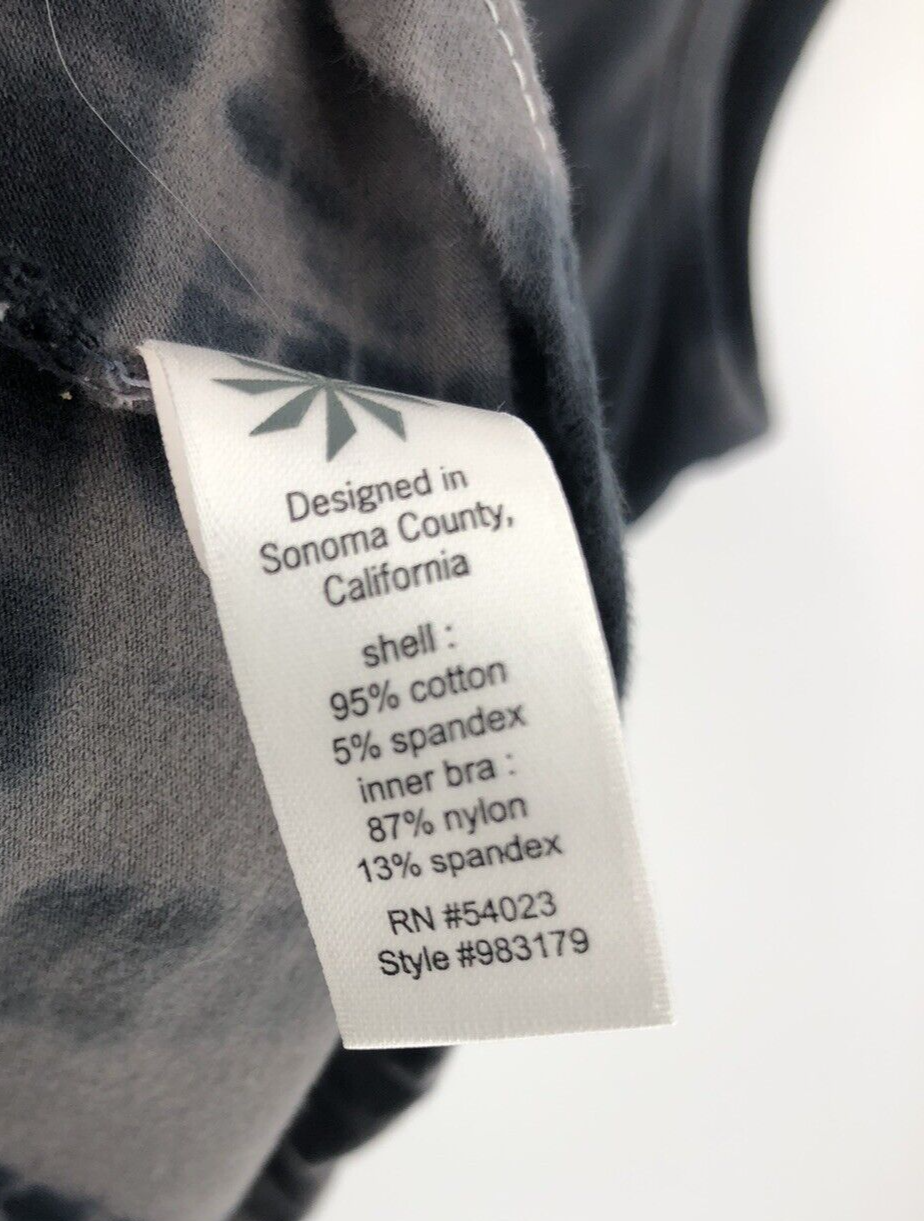 Designed in
Sonoma County,
California
shell :
95% cotton
5% spandex
inner bra :
87% nylon
13% spandex
RN #54023
Style #983179